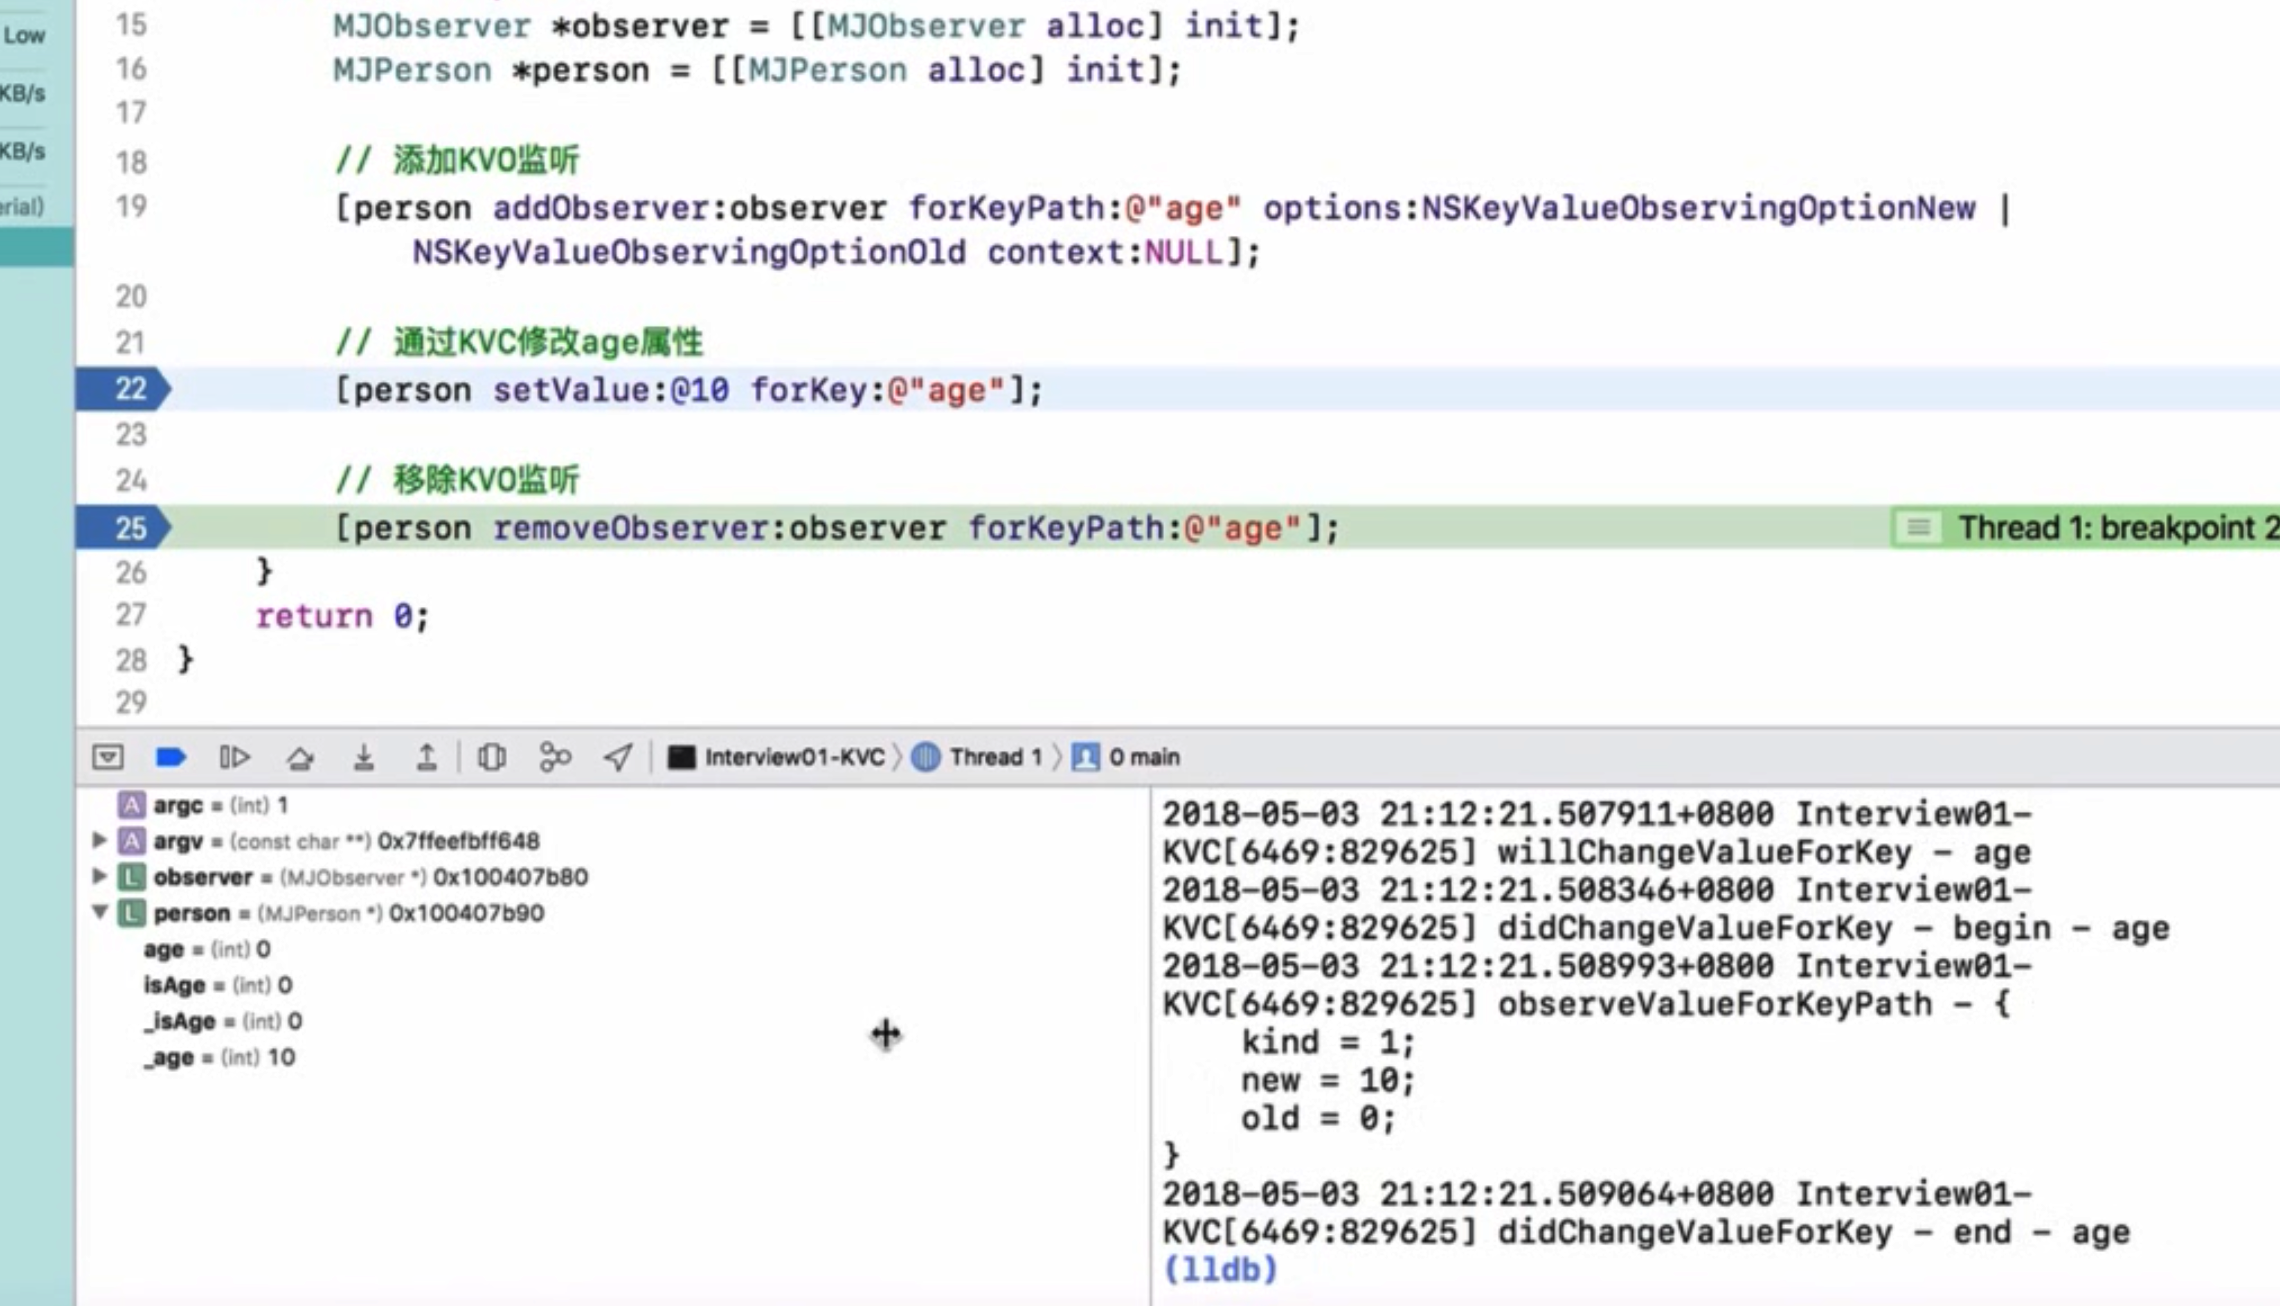 Low
KB/s
KB/s
erial)
15 MJObserver *observer = [[MJObserver alloc] init];
16 MJPerson *person = [[MJPerson alloc] init];
17
18 // 添加KVO监听
19 [person addObserver:observer forKeyPath:@"age" options:NSKeyValueObservingOptionNew |
NSKeyValueObservingOptionOld context:NULL];
20
21 // 通过KVC修改age属性
22 [person setValue:@10 forKey:@"age"];
23
24 // 移除KVO监听
25 [person removeObserver:observer forKeyPath:@"age"]; Thread 1: breakpoint 2
26 }
27 return 0;
28 }
29
Interview01-KVC 〉 Thread 1 〉 0 main
A argc = (int) 1
A argv = (const char **) 0x7ffeefbff648
L observer = (MJObserver *) 0x100407b80
L person = (MJPerson *) 0x100407b90
age = (int) 0
isAge = (int) 0
_isAge = (int) 0
_age = (int) 10
2018-05-03 21:12:21.507911+0800 Interview01-
KVC[6469:829625] willChangeValueForKey - age
2018-05-03 21:12:21.508346+0800 Interview01-
KVC[6469:829625] didChangeValueForKey - begin - age
2018-05-03 21:12:21.508993+0800 Interview01-
KVC[6469:829625] observeValueForKeyPath - {
kind = 1;
new = 10;
old = 0;
}
2018-05-03 21:12:21.509064+0800 Interview01-
KVC[6469:829625] didChangeValueForKey - end - age
(lldb)